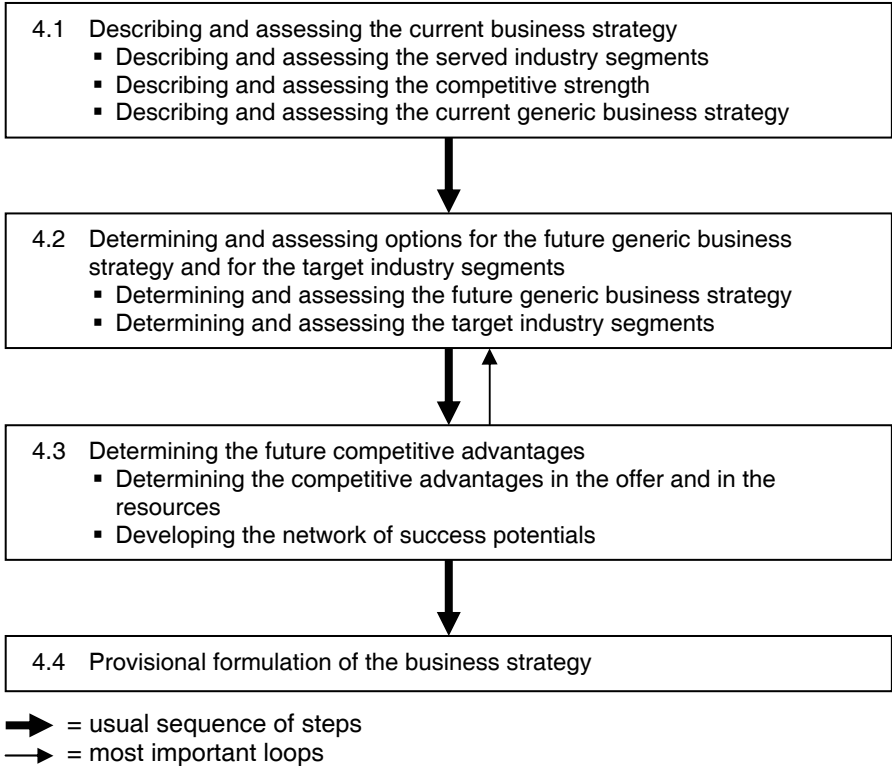 4.1 Describing and assessing the current business strategy
▪ Describing and assessing the served industry segments
▪ Describing and assessing the competitive strength
▪ Describing and assessing the current generic business strategy
4.2 Determining and assessing options for the future generic business
strategy and for the target industry segments
▪ Determining and assessing the future generic business strategy
▪ Determining and assessing the target industry segments
4.3 Determining the future competitive advantages
▪ Determining the competitive advantages in the offer and in the
resources
▪ Developing the network of success potentials
4.4 Provisional formulation of the business strategy
= usual sequence of steps
= most important loops